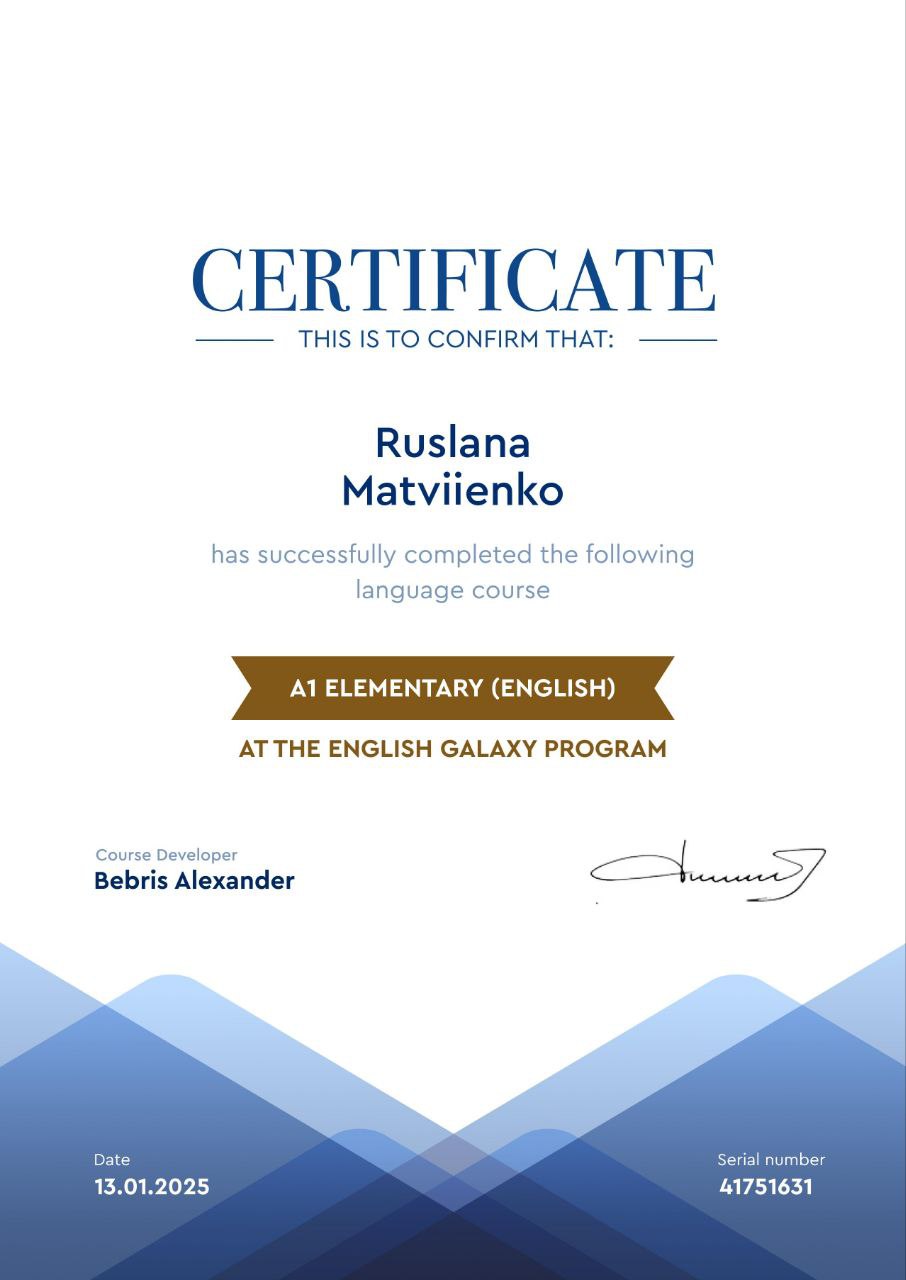 CERTIFICATE
THIS IS TO CONFIRM THAT:
Ruslana
Matviienko
has successfully completed the following
language course
A1 ELEMENTARY (ENGLISH)
AT THE ENGLISH GALAXY PROGRAM
Course Developer
Bebris Alexander
Date
13.01.2025
Serial number
41751631